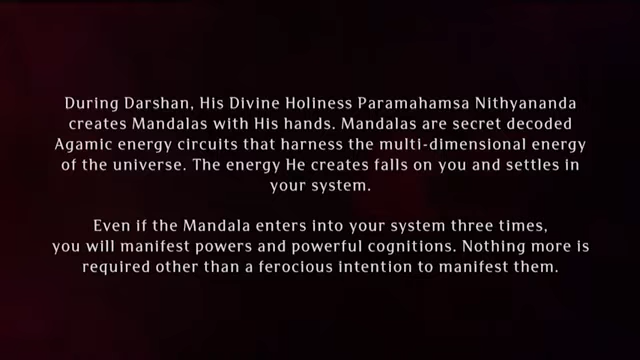 During Darshan, His Divine Holiness Paramahamsa Nithyananda
creates Mandalas with His hands. Mandalas are secret decoded
Agamic energy circuits that harness the multi-dimensional energy
of the universe. The energy He creates falls on you and settles in
your system.
Even if the Mandala enters into your system three times,
you will manifest powers and powerful cognitions. Nothing more is
required other than a ferocious intention to manifest them.